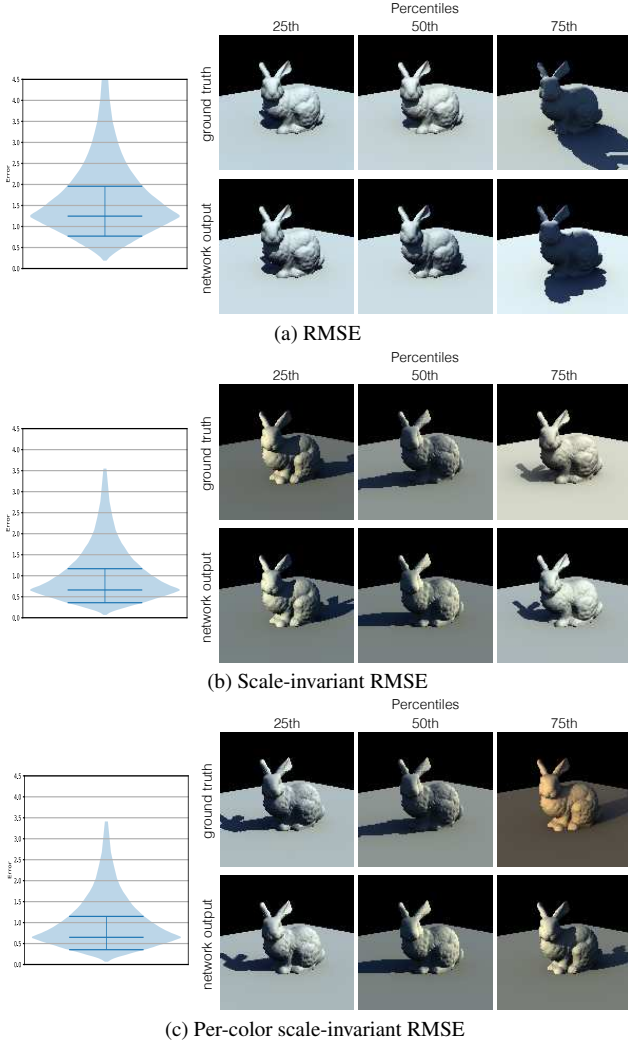 Percentiles
25th 50th 75th
ground truth
network output
Error
4.5
4.0
3.5
3.0
2.5
2.0
1.5
1.0
0.5
0.0
(a) RMSE
Percentiles
25th 50th 75th
ground truth
network output
Error
4.5
4.0
3.5
3.0
2.5
2.0
1.5
1.0
0.5
0.0
(b) Scale-invariant RMSE
Percentiles
25th 50th 75th
ground truth
network output
Error
4.5
4.0
3.5
3.0
2.5
2.0
1.5
1.0
0.5
0.0
(c) Per-color scale-invariant RMSE